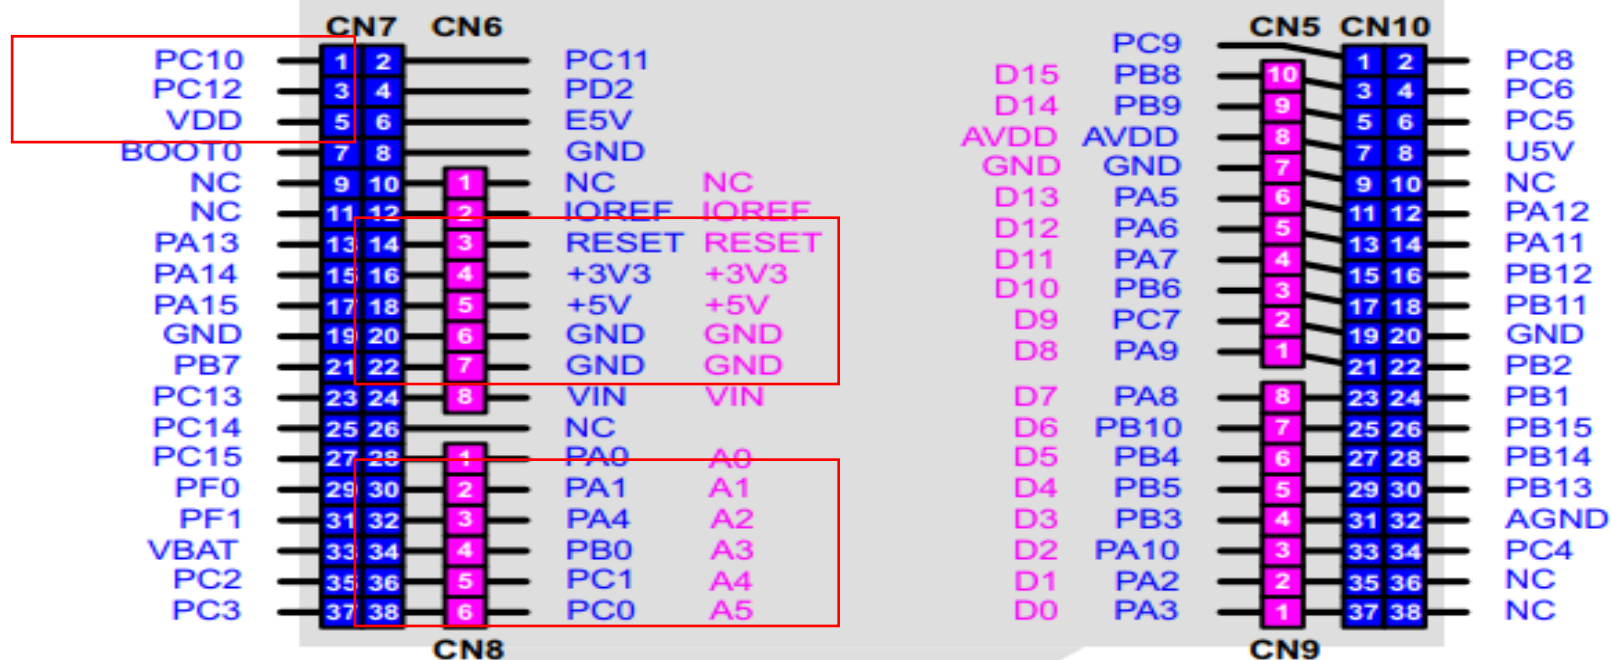 CN7 CN6 CN5 CN10
PC9
PC10 1 2 PC11 1 2 PC8
D15 PB8 10
PC12 3 4 PD2 3 4 PC6
D14 PB9 9
VDD 5 6 E5V 5 6 PC5
AVDD AVDD 8
BOOT0 7 8 GND 7 8 U5V
GND GND 7
NC 9 10 1 NC NC 9 10 NC
D13 PA5 6
NC 11 12 2 IOREF IOREF 11 12 PA12
D12 PA6 5
PA13 13 14 3 RESET RESET 13 14 PA11
D11 PA7 4
PA14 15 16 4 +3V3 +3V3 15 16 PB12
D10 PB6 3
PA15 17 18 5 +5V +5V 17 18 PB11
D9 PC7 2
GND 19 20 6 GND GND 19 20 GND
D8 PA9 1
PB7 21 22 7 GND GND 21 22 PB2
PC13 23 24 8 VIN VIN D7 PA8 8 23 24 PB1
PC14 25 26 NC D6 PB10 7 25 26 PB15
PC15 27 28 1 PA0 A0 D5 PB4 6 27 28 PB14
PF0 29 30 2 PA1 A1 D4 PB5 5 29 30 PB13
PF1 31 32 3 PA4 A2 D3 PB3 4 31 32 AGND
VBAT 33 34 4 PB0 A3 D2 PA10 3 33 34 PC4
PC2 35 36 5 PC1 A4 D1 PA2 2 35 36 NC
PC3 37 38 6 PC0 A5 D0 PA3 1 37 38 NC
CN8 CN9